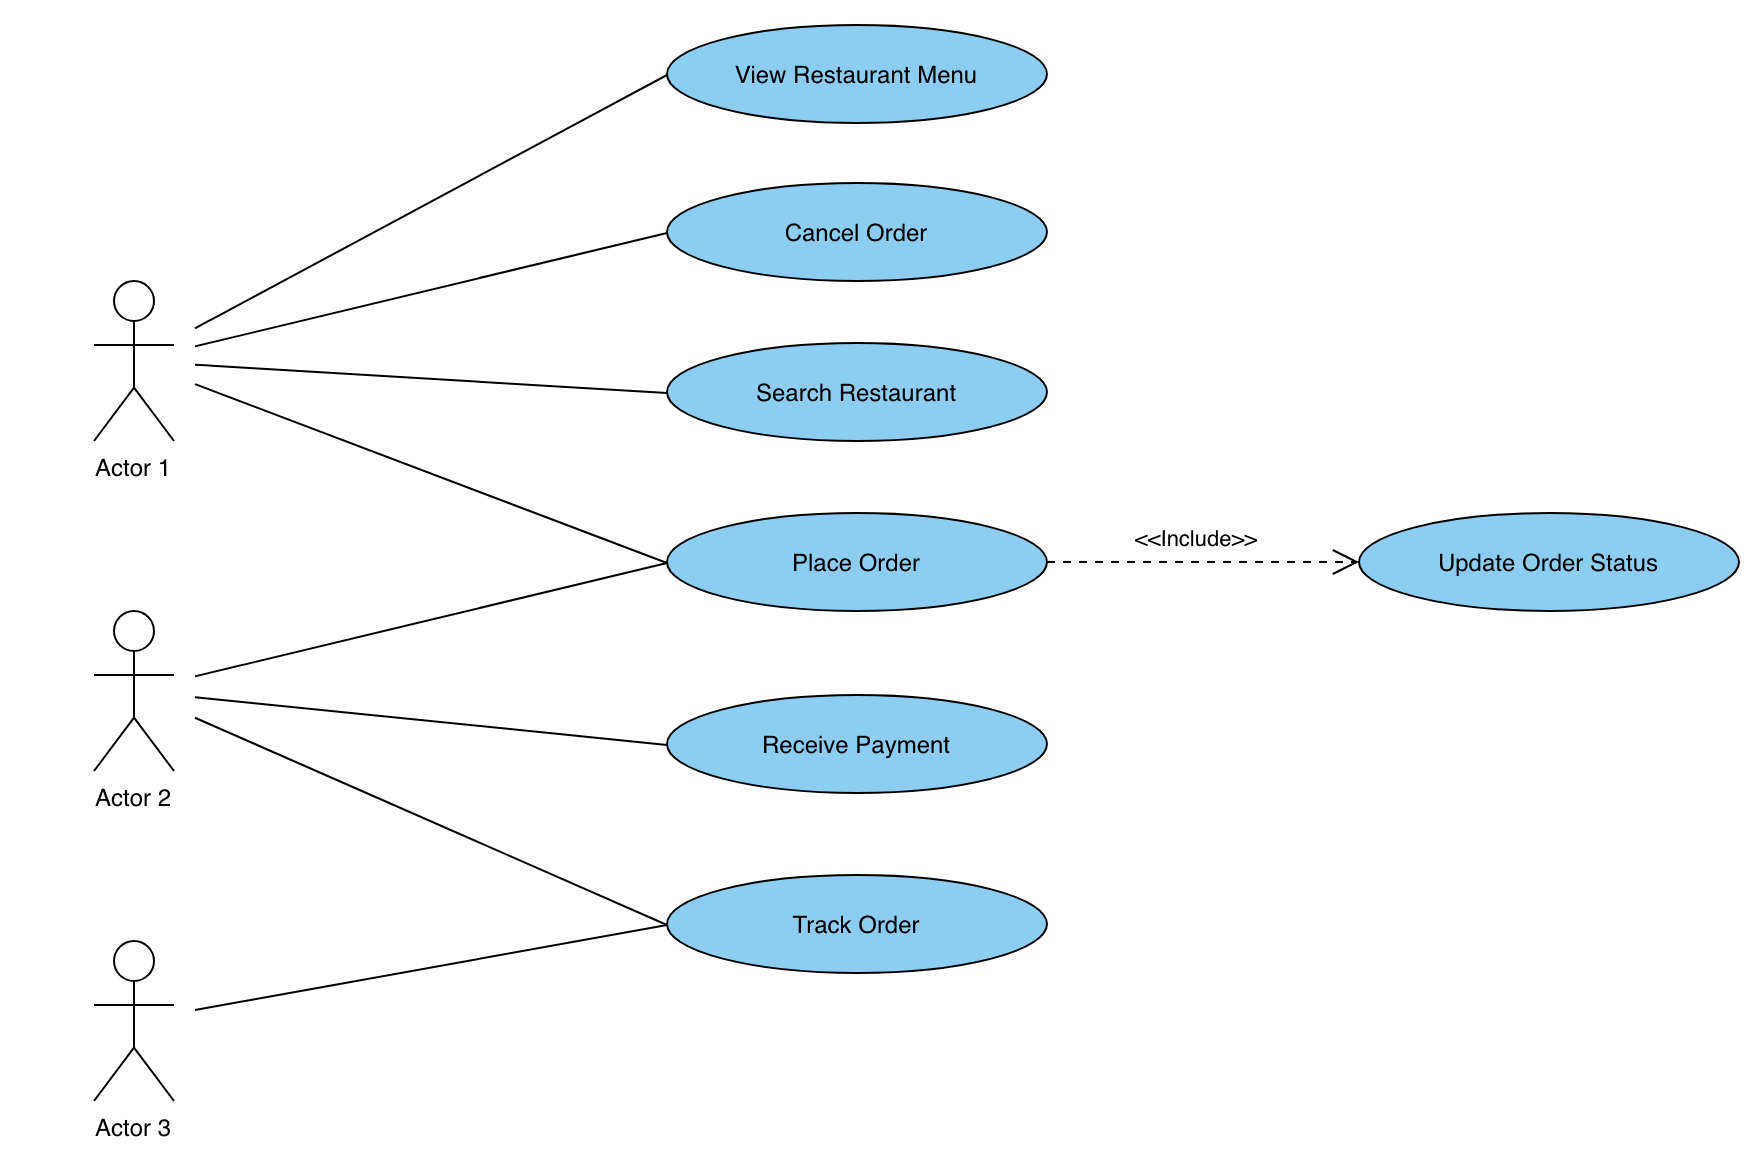 View Restaurant Menu
Cancel Order
Search Restaurant
Actor 1
Place Order
<<Include>>
Update Order Status
Receive Payment
Actor 2
Track Order
Actor 3